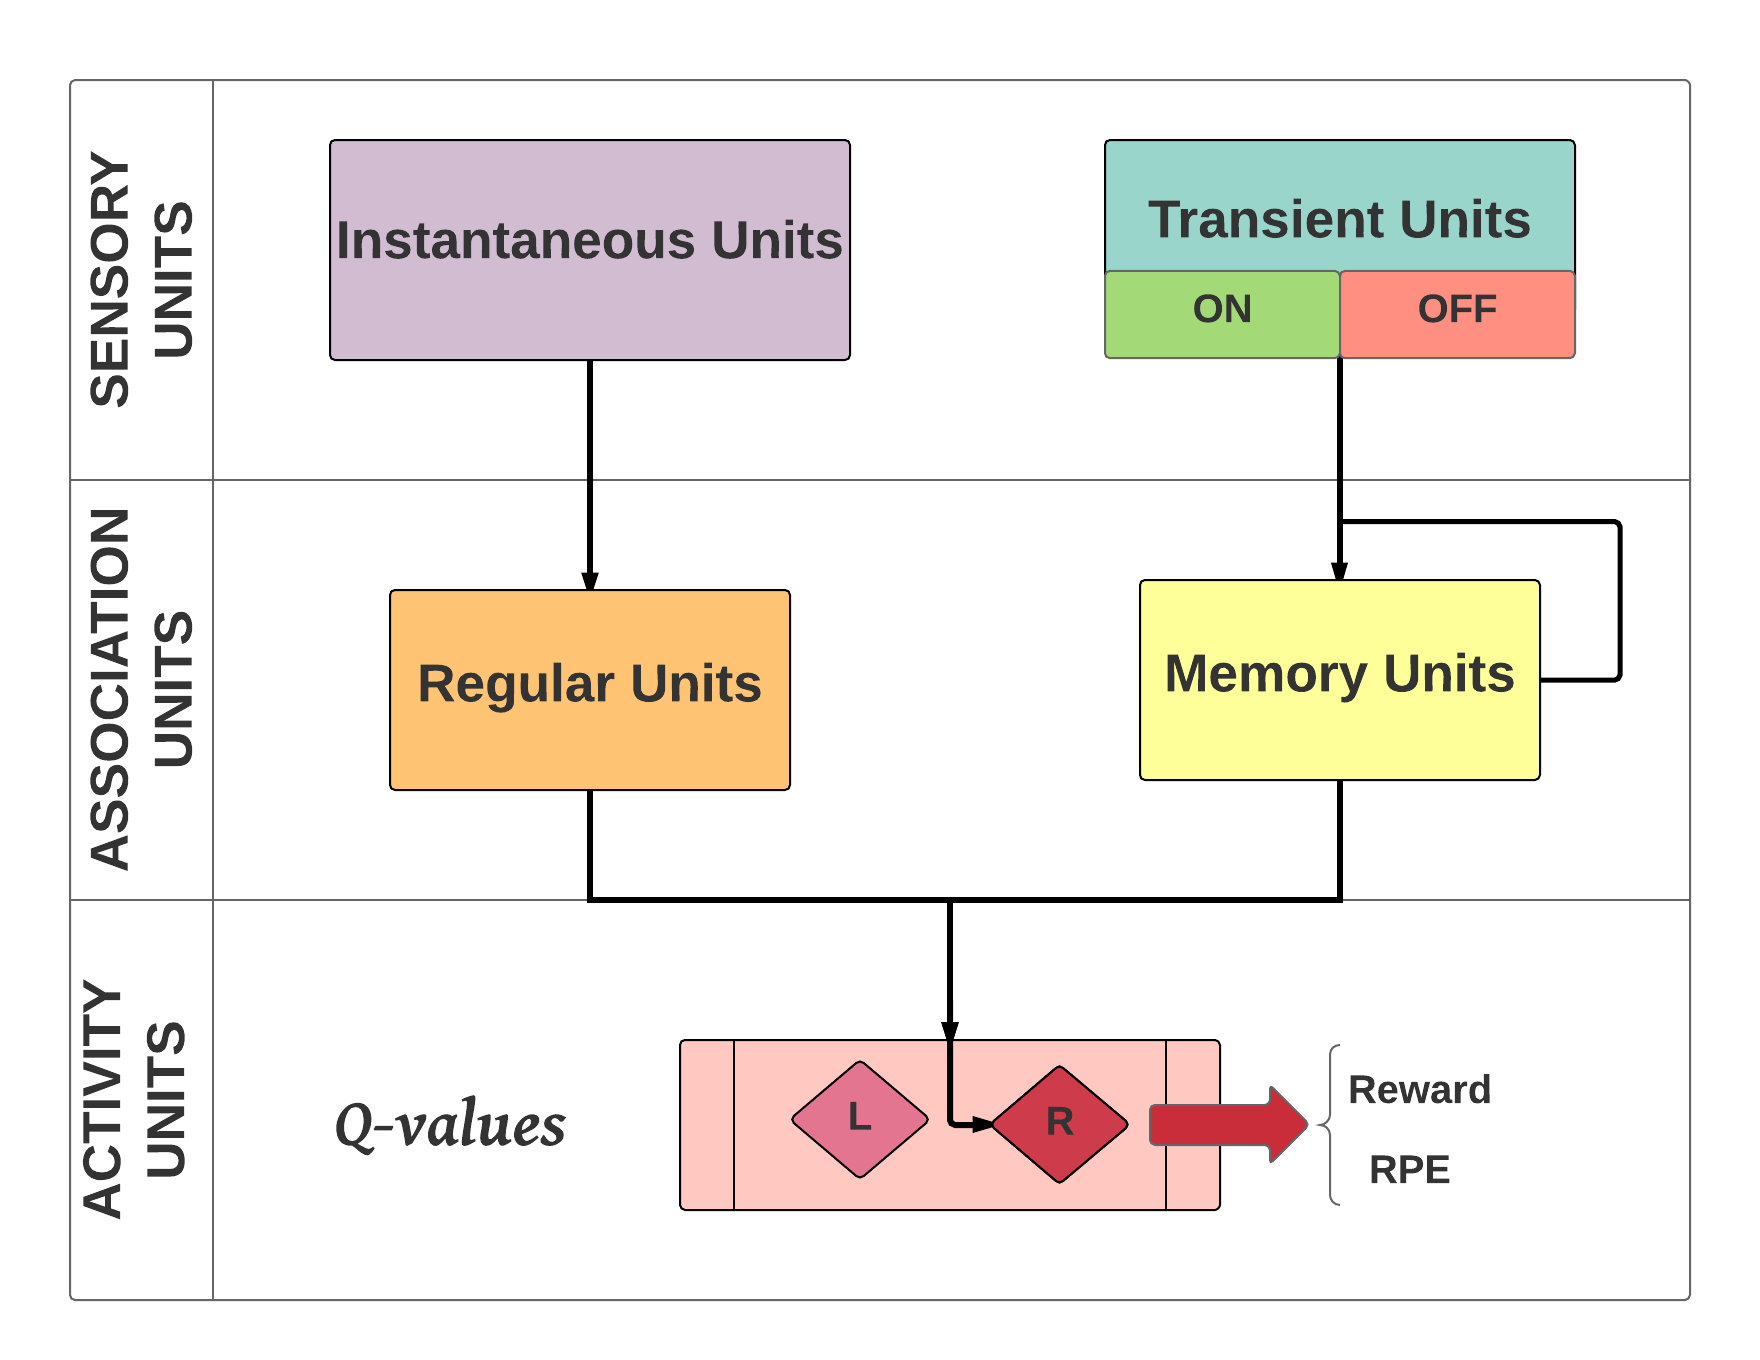 SENSORY
UNITS
Instantaneous Units
Transient Units
ON
OFF
ASSOCIATION
UNITS
Regular Units
Memory Units
ACTIVITY
UNITS
Q-values
L
R
Reward
RPE